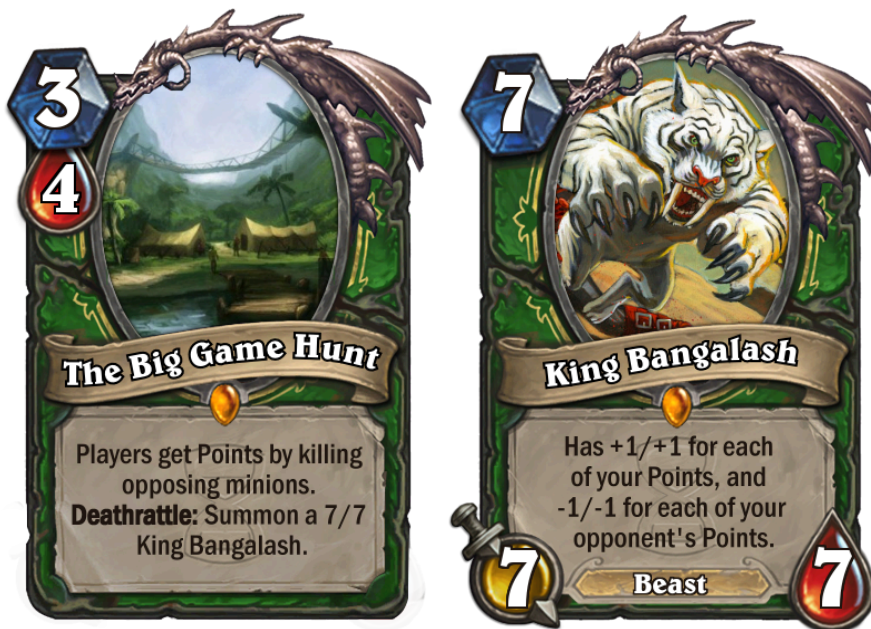 3
4
The Big Game Hunt
Players get Points by killing
opposing minions.
Deathrattle: Summon a 7/7
King Bangalash.
7
King Bangalash
Has +1/+1 for each
of your Points, and
-1/-1 for each of your
opponent's Points.
7
Beast
7